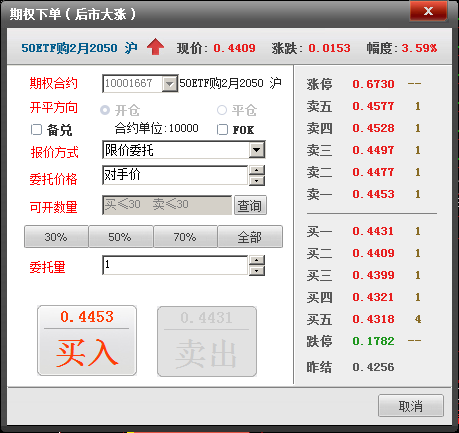 期权下单（后市大涨）
X
50ETF购2月2050 沪 现价: 0.4409 涨跌: 0.0153 幅度: 3.59%
期权合约 10001667 50ETF购2月2050 沪
开平方向 开仓 平仓
备兑 合约单位:10000 FOK
报价方式 限价委托
委托价格 对手价
可开数量 买≤30 卖≤30 查询
30% 50% 70% 全部
委托量 1
0.4453 0.4431
买入 卖出
涨停 0.6730 --
卖五 0.4577 1
卖四 0.4528 1
卖三 0.4497 1
卖二 0.4477 1
卖一 0.4453 1
买一 0.4431 1
买二 0.4409 1
买三 0.4399 1
买四 0.4321 1
买五 0.4318 4
跌停 0.1782 --
昨结 0.4256
取消